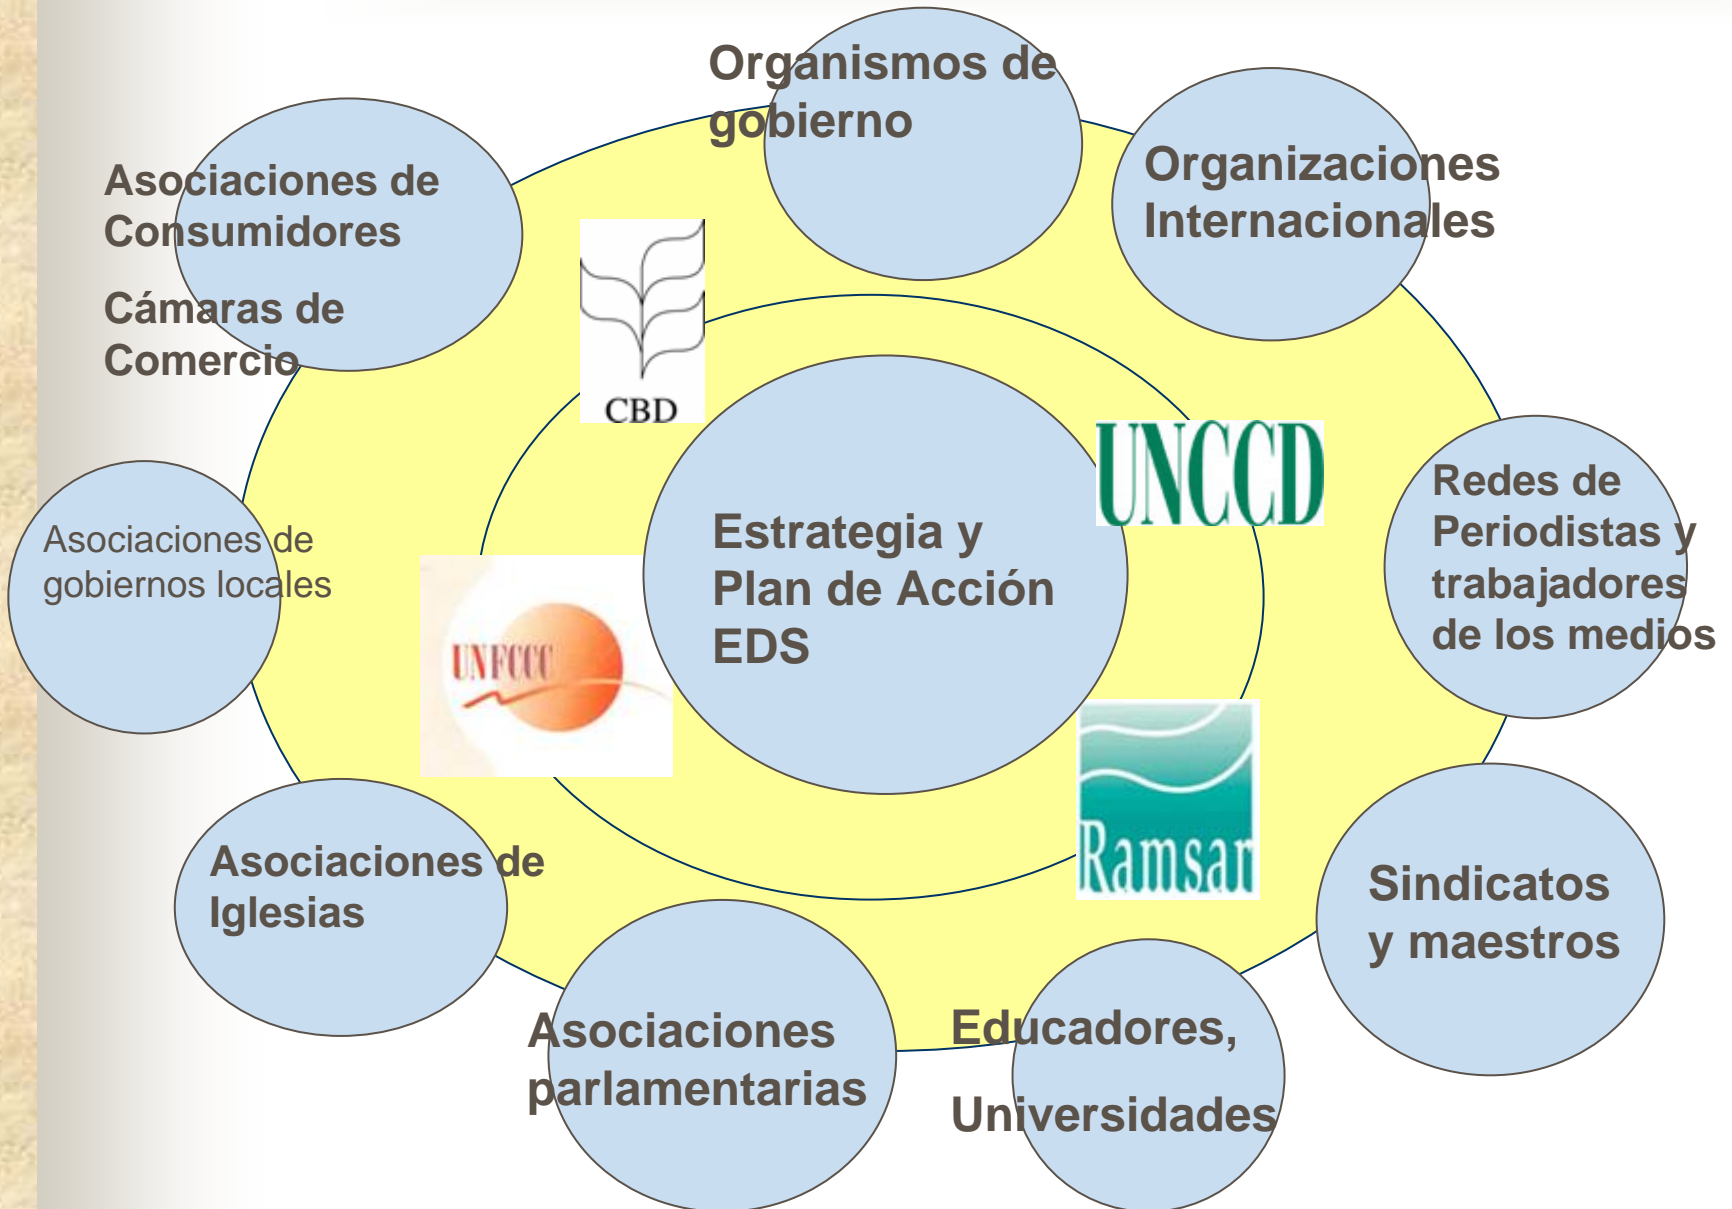 Organismos de
gobierno
Organizaciones
Internacionales
Asociaciones de
Consumidores
Cámaras de
Comercio
CBD
UNCCD
Redes de
Periodistas y
trabajadores
de los medios
Asociaciones de
gobiernos locales
Estrategia y
Plan de Acción
EDS
UNFCCC
Ramsar
Asociaciones de
Iglesias
Sindicatos
y maestros
Asociaciones
parlamentarias
Educadores,
Universidades